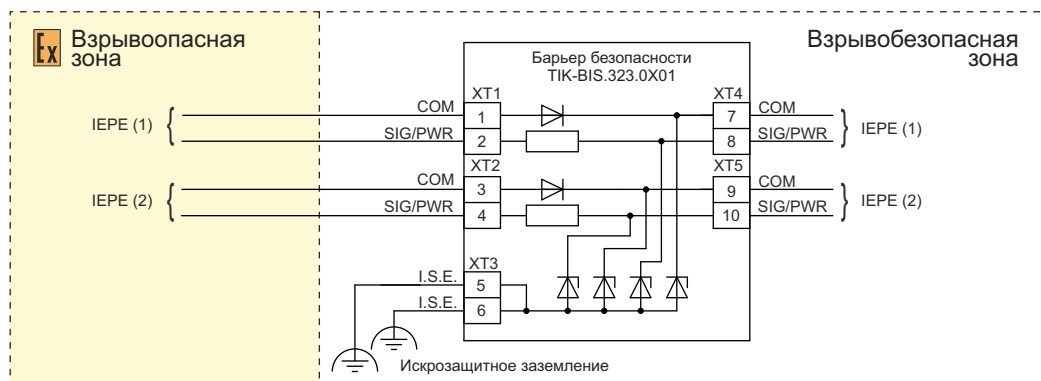 Ex
Взрывоопасная
зона
Взрывобезопасная
зона
Барьер безопасности
TIK-BIS.323.0X01
XT1
XT4
COM
1
7
COM
IEPE (1)
IEPE (1)
SIG/PWR
2
8
SIG/PWR
XT2
XT5
COM
3
9
COM
IEPE (2)
IEPE (2)
SIG/PWR
4
10
SIG/PWR
XT3
I.S.E.
5
I.S.E.
6
Искрозащитное заземление